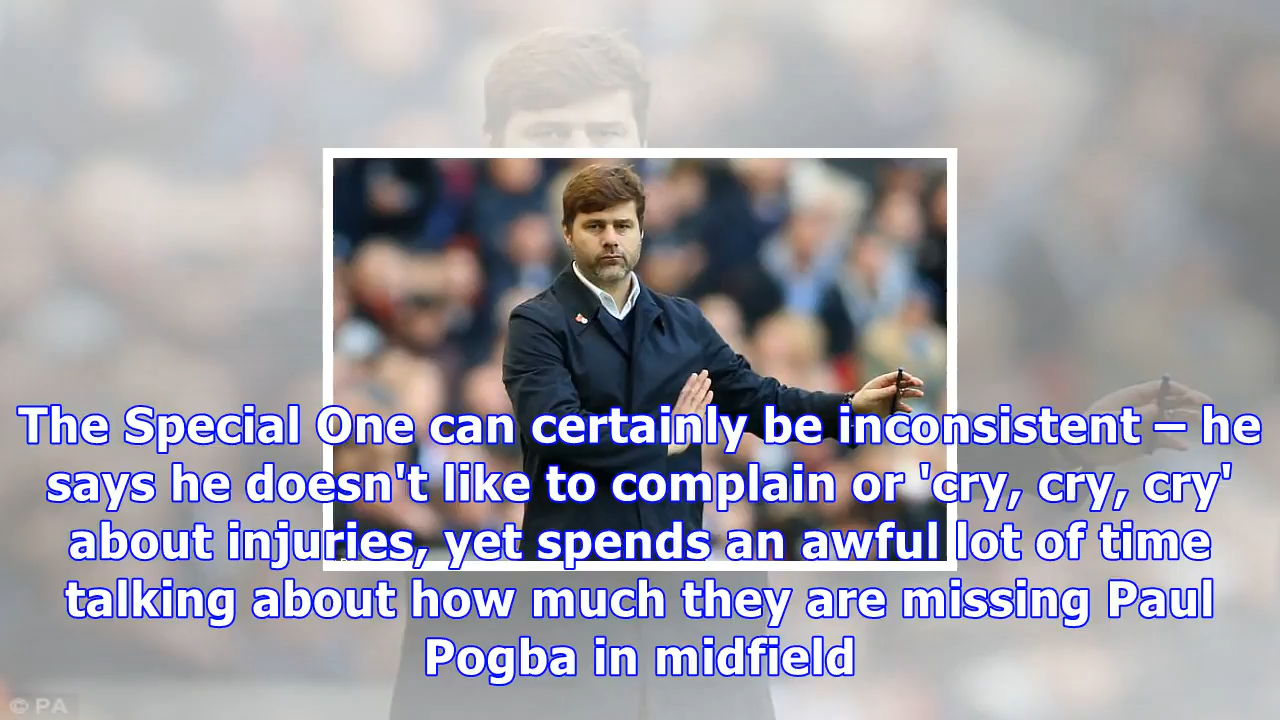 The Special One can certainly be inconsistent – he
says he doesn't like to complain or 'cry, cry, cry'
about injuries, yet spends an awful lot of time
talking about how much they are missing Paul
Pogba in midfield
© PA